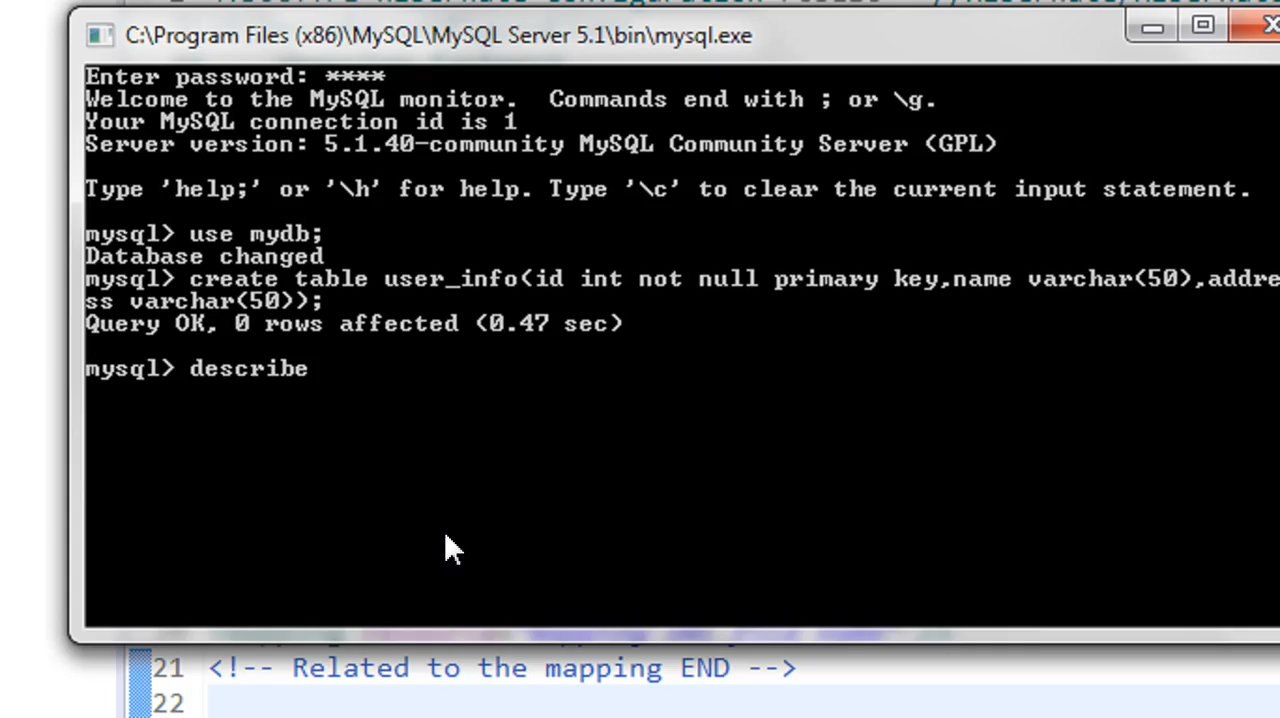 C:\Program Files (x86)\MySQL\MySQL Server 5.1\bin\mysql.exe
Enter password: ****
Welcome to the MySQL monitor.  Commands end with ; or \g.
Your MySQL connection id is 1
Server version: 5.1.40-community MySQL Community Server (GPL)
Type 'help;' or '\h' for help. Type '\c' to clear the current input statement.
mysql> use mydb;
Database changed
mysql> create table user_info(id int not null primary key,name varchar(50),addre
ss varchar(50));
Query OK, 0 rows affected (0.47 sec)
mysql> describe
21 <!-- Related to the mapping END -->
22